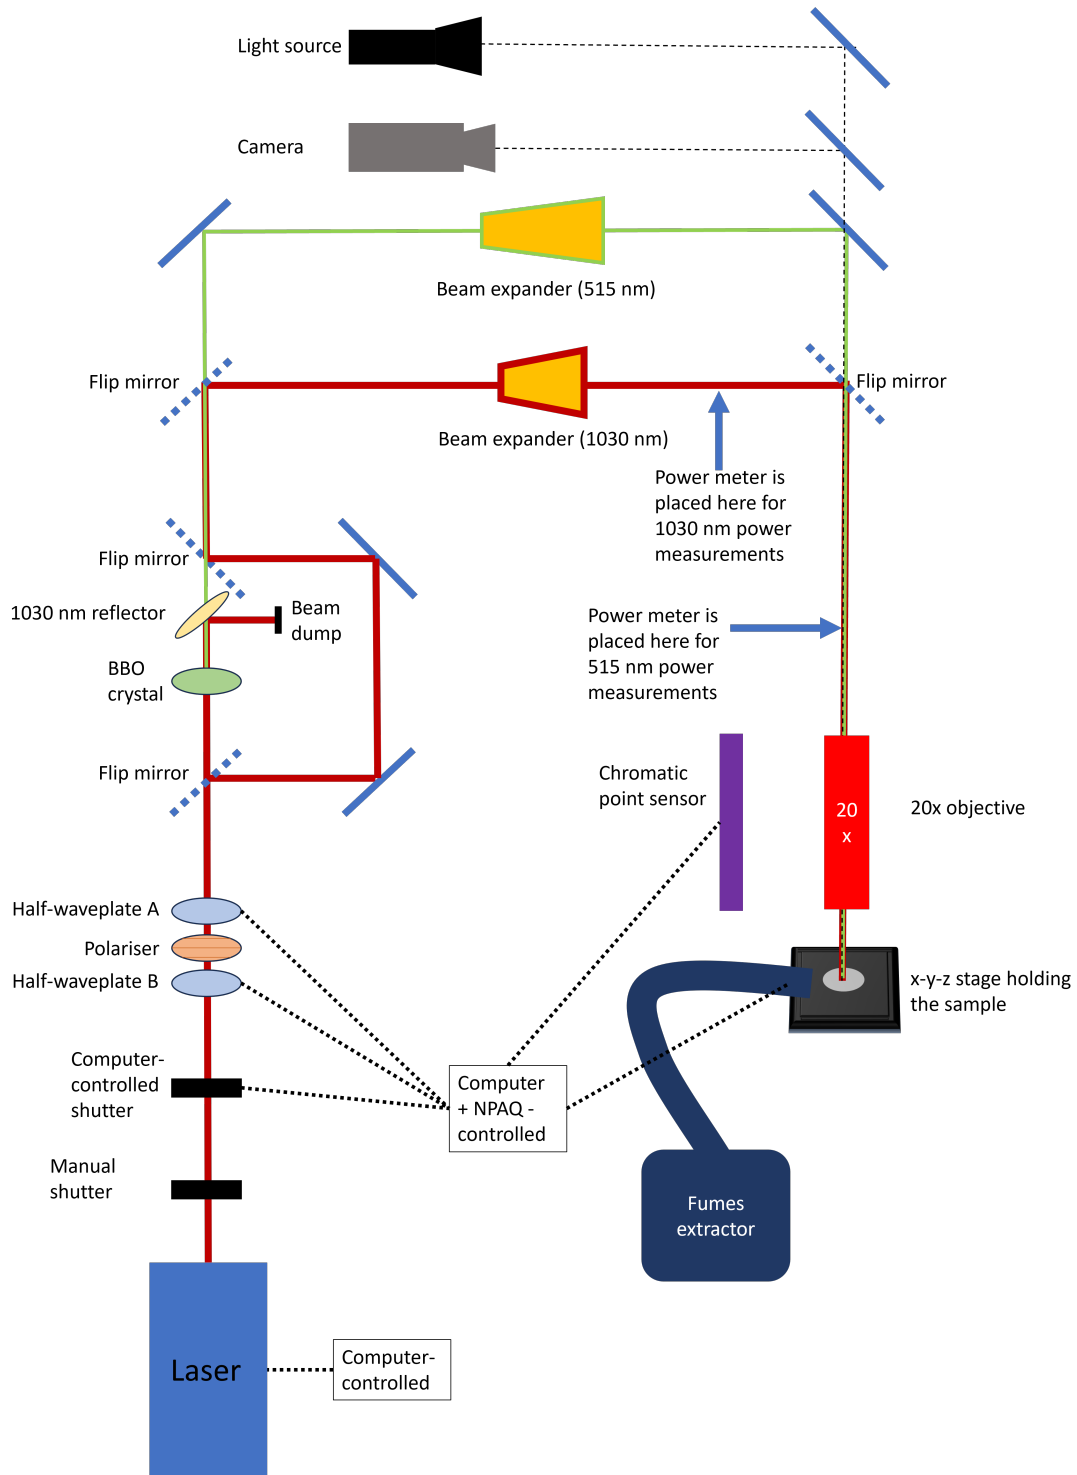 Light source
Camera
Beam expander (515 nm)
Flip mirror
Flip mirror
Beam expander (1030 nm)
Power meter is
placed here for
1030 nm power
measurements
Flip mirror
1030 nm reflector
Beam
dump
Power meter is
placed here for
515 nm power
measurements
BBO
crystal
Flip mirror
Chromatic
point sensor
20
x
20x objective
Half-waveplate A
Polariser
Half-waveplate B
x-y-z stage holding
the sample
Computer-
controlled
shutter
Computer
+ NPAQ -
controlled
Manual
shutter
Fumes
extractor
Laser
Computer-
controlled